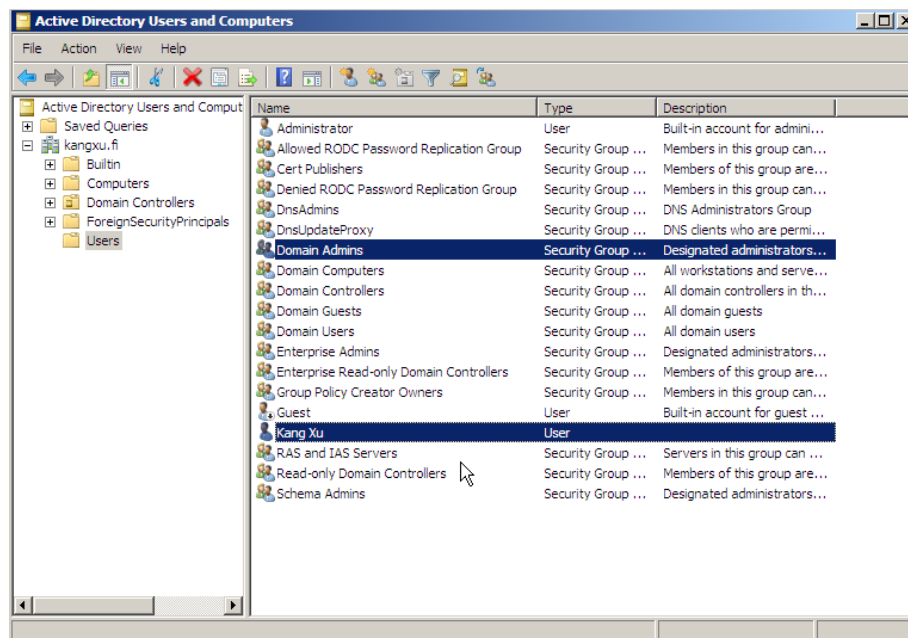 Active Directory Users and Computers
File Action View Help
Active Directory Users and Comput
Saved Queries
kangxu.fi
Builtin
Computers
Domain Controllers
ForeignSecurityPrincipals
Users
Name Type Description
Administrator User Built-in account for admini...
Allowed RODC Password Replication Group Security Group ... Members in this group can...
Cert Publishers Security Group ... Members of this group are...
Denied RODC Password Replication Group Security Group ... Members in this group can...
DnsAdmins Security Group ... DNS Administrators Group
DnsUpdateProxy Security Group ... DNS clients who are permi...
Domain Admins Security Group ... Designated administrators...
Domain Computers Security Group ... All workstations and serve...
Domain Controllers Security Group ... All domain controllers in th...
Domain Guests Security Group ... All domain guests
Domain Users Security Group ... All domain users
Enterprise Admins Security Group ... Designated administrators...
Enterprise Read-only Domain Controllers Security Group ... Members of this group are...
Group Policy Creator Owners Security Group ... Members in this group can...
Guest User Built-in account for guest ...
Kang Xu User
RAS and IAS Servers Security Group ... Servers in this group can ...
Read-only Domain Controllers Security Group ... Members of this group are...
Schema Admins Security Group ... Designated administrators...